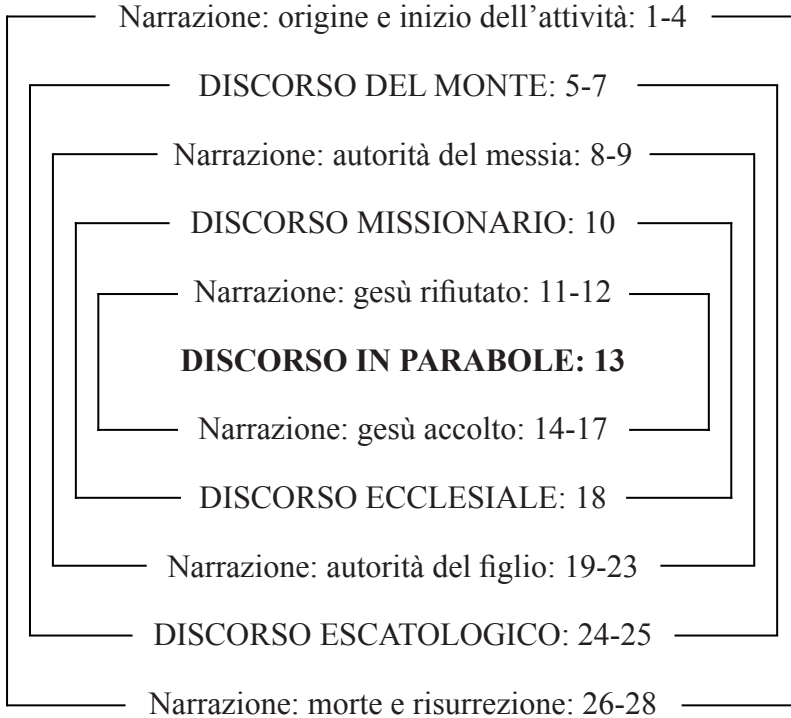 Narrazione: origine e inizio dell’attività: 1-4
DISCORSO DEL MONTE: 5-7
Narrazione: autorità del messia: 8-9
DISCORSO MISSIONARIO: 10
Narrazione: gesù rifiutato: 11-12
DISCORSO IN PARABOLE: 13
Narrazione: gesù accolto: 14-17
DISCORSO ECCLESIALE: 18
Narrazione: autorità del figlio: 19-23
DISCORSO ESCATOLOGICO: 24-25
Narrazione: morte e risurrezione: 26-28